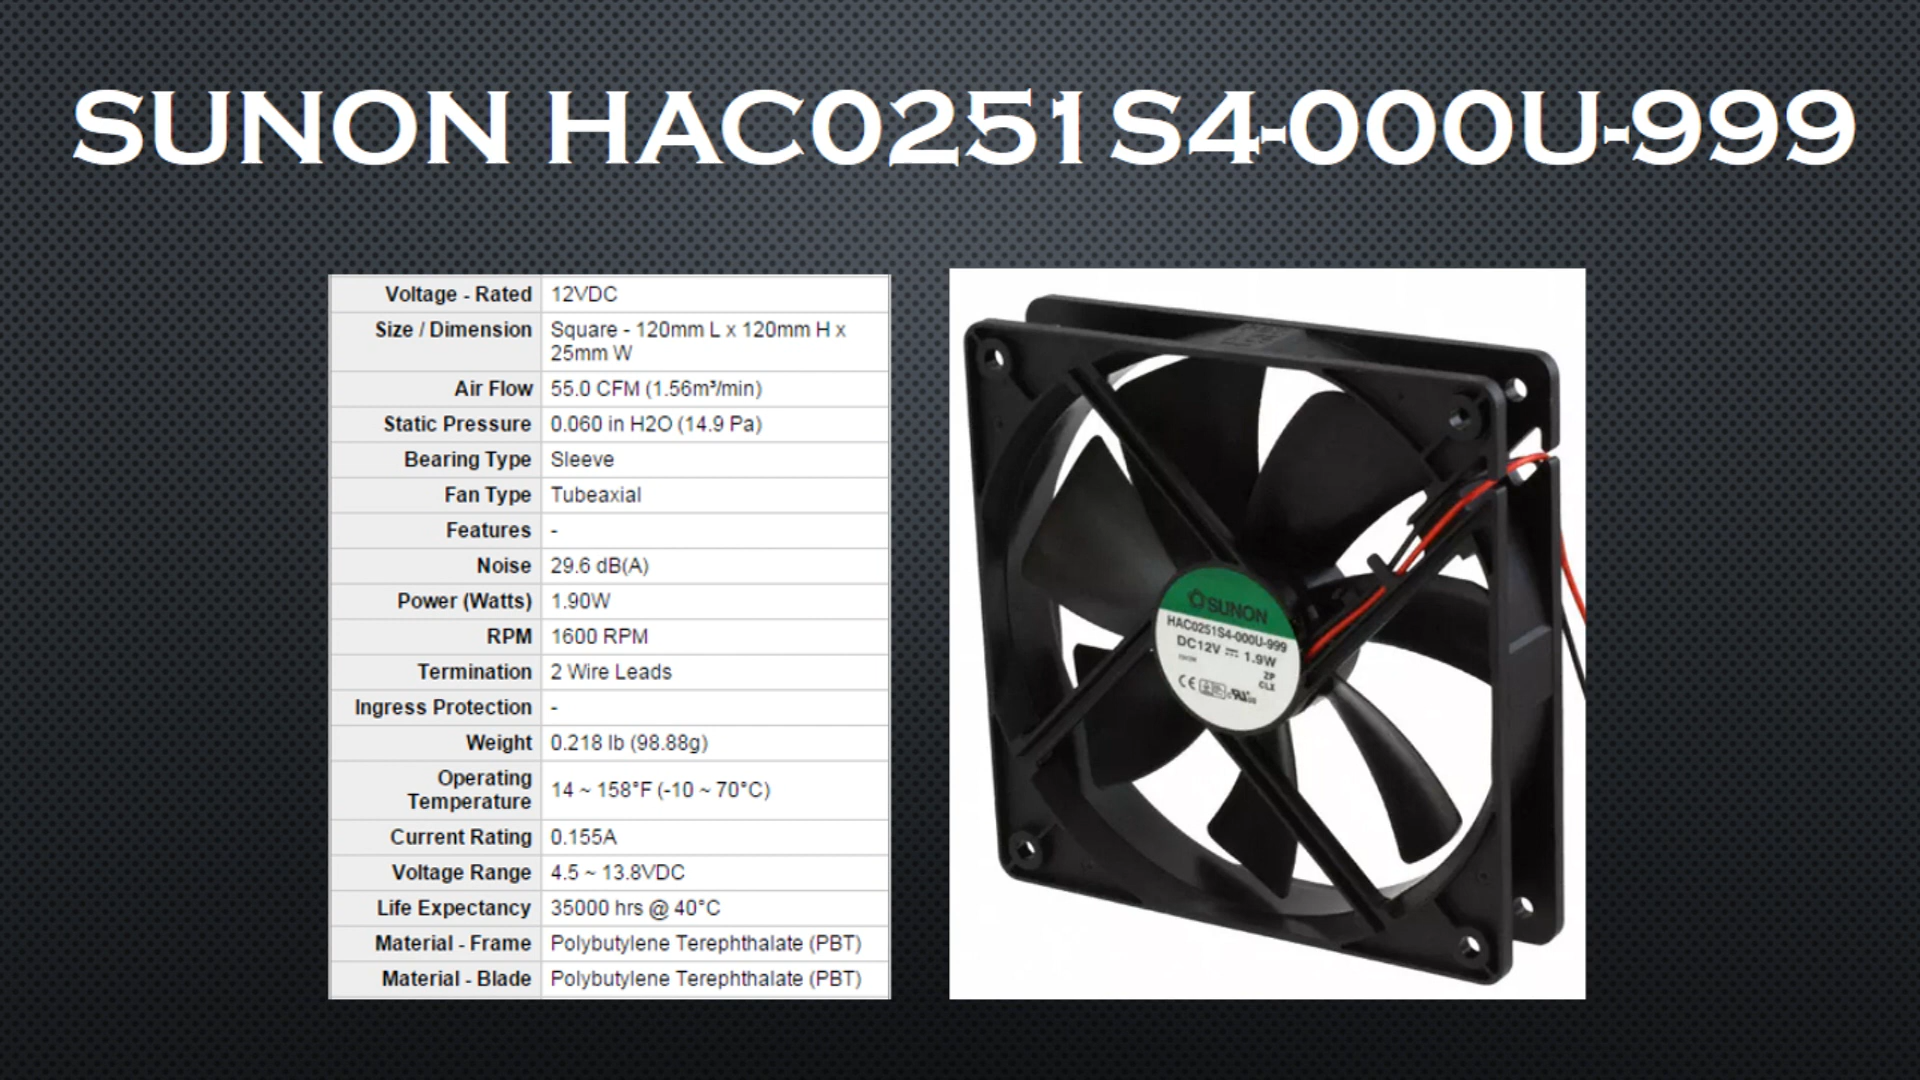 SUNON HAC0251S4-000U-999
Voltage - Rated 12VDC
Size / Dimension Square - 120mm L x 120mm H x
25mm W
Air Flow 55.0 CFM (1.56m³/min)
Static Pressure 0.060 in H2O (14.9 Pa)
Bearing Type Sleeve
Fan Type Tubeaxial
Features -
Noise 29.6 dB(A)
Power (Watts) 1.90W
RPM 1600 RPM
Termination 2 Wire Leads
Ingress Protection -
Weight 0.218 lb (98.88g)
Operating
Temperature 14 ~ 158°F (-10 ~ 70°C)
Current Rating 0.155A
Voltage Range 4.5 ~ 13.8VDC
Life Expectancy 35000 hrs @ 40°C
Material - Frame Polybutylene Terephthalate (PBT)
Material - Blade Polybutylene Terephthalate (PBT)
SUNON
HAC0251S4-000U-999
DC12V ⎓ 1.9W
ZP
CLX
CE